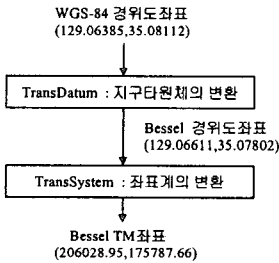 WGS-84 경위도좌표
(129.06385,35.08112)
TransDatum : 지구타원체의 변환
Bessel 경위도좌표
(129.06611,35.07802)
TransSystem : 좌표계의 변환
Bessel TM좌표
(206028.95,175787.66)